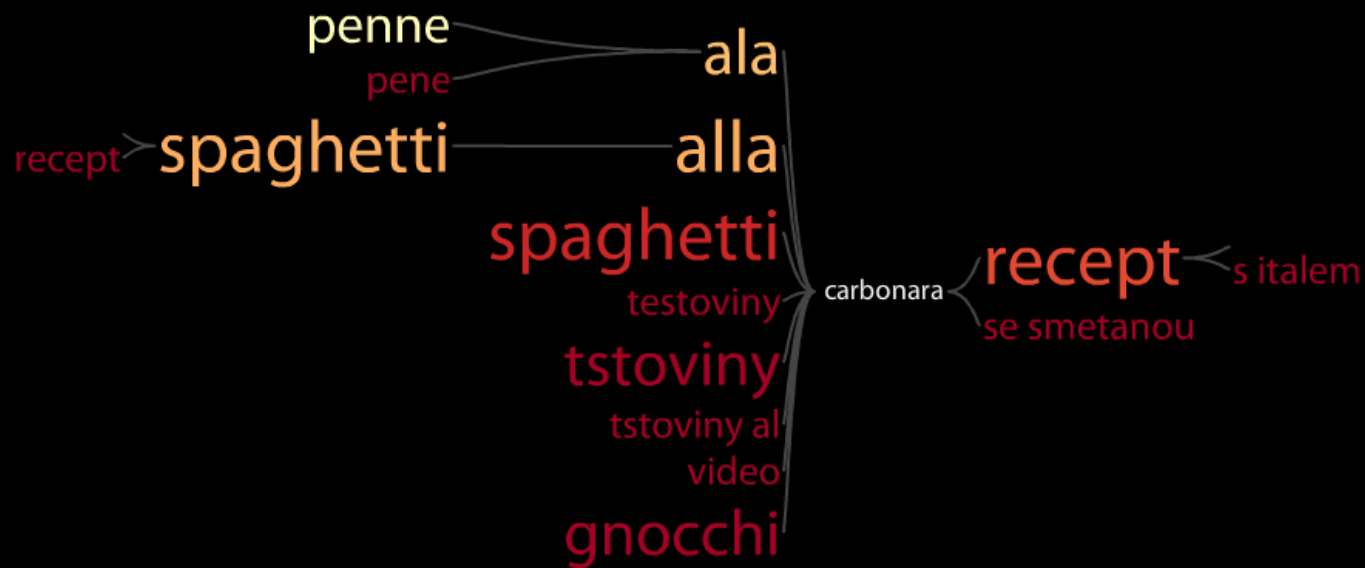 penne
ala
pene
recept
spaghetti
alla
spaghetti
testoviny
tstoviny
tstoviny al
video
gnocchi
carbonara
recept
s italem
se smetanou